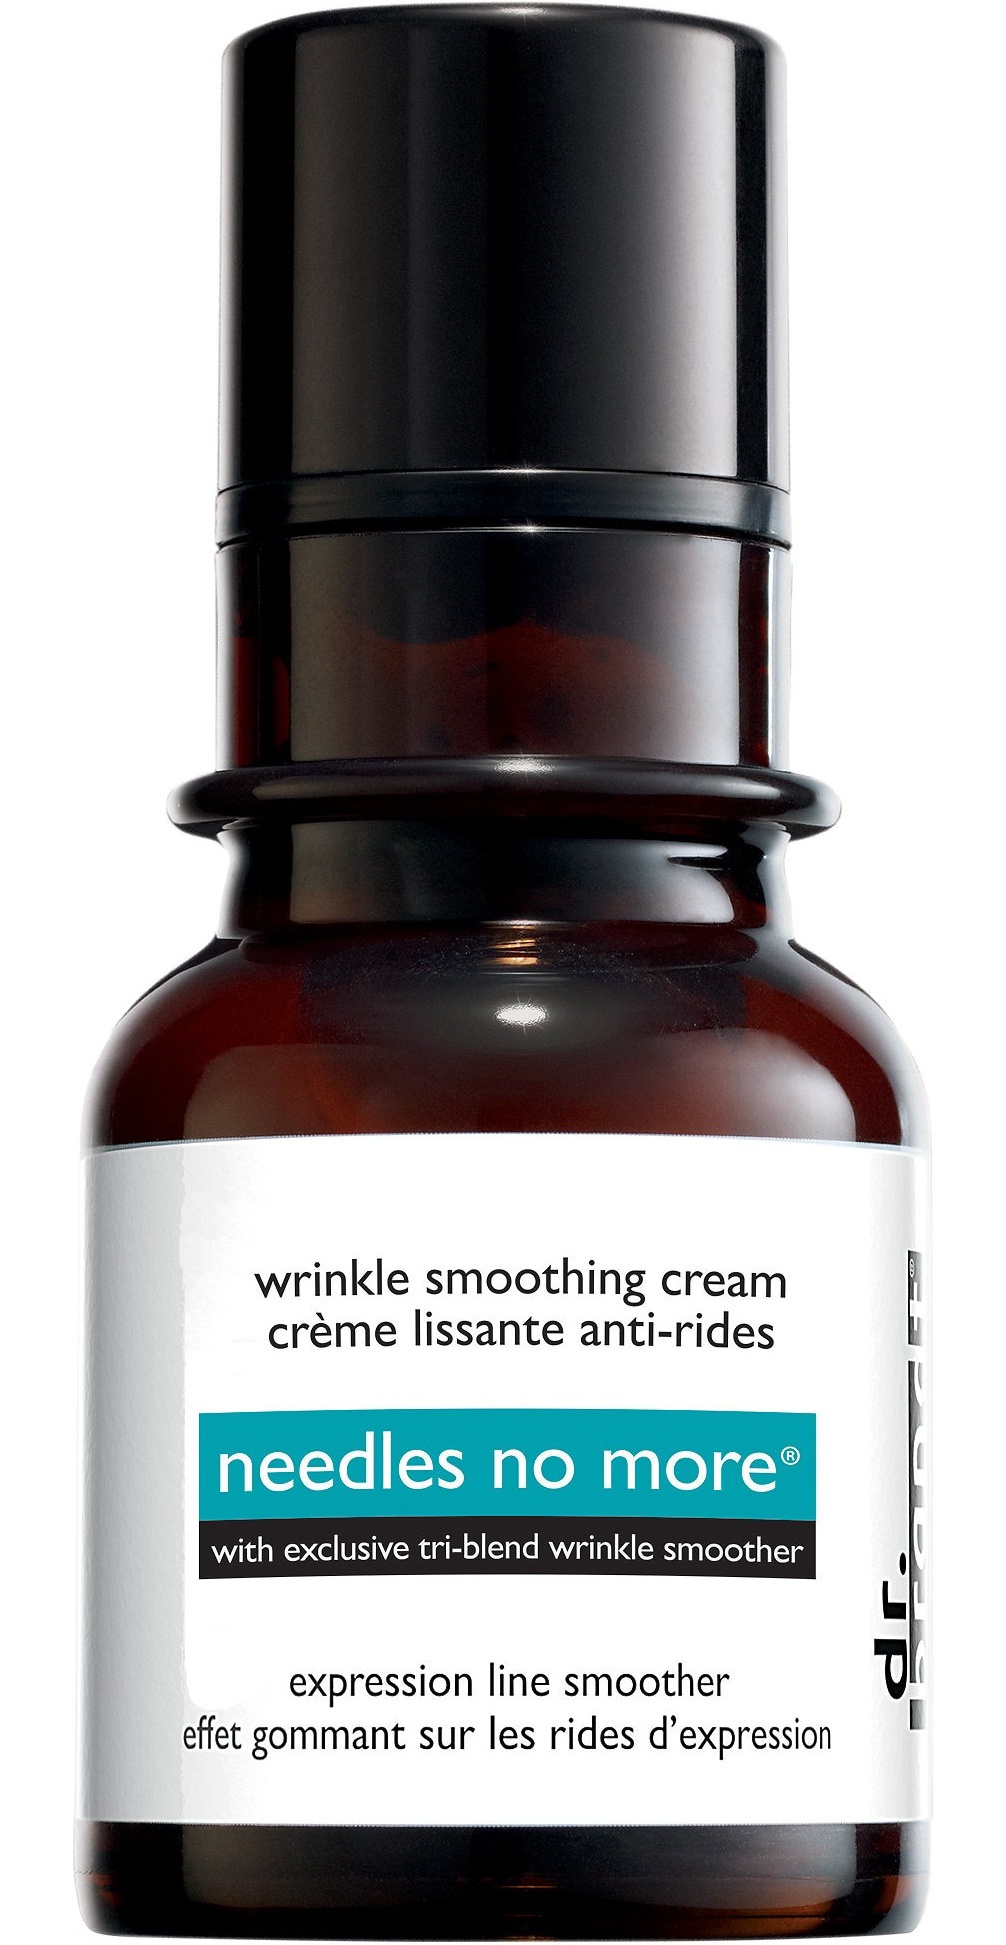 wrinkle smoothing cream
crème lissante anti-rides
needles no more®
with exclusive tri-blend wrinkle smoother
expression line smoother
effet gommant sur les rides d'expression
dr.
brandt®